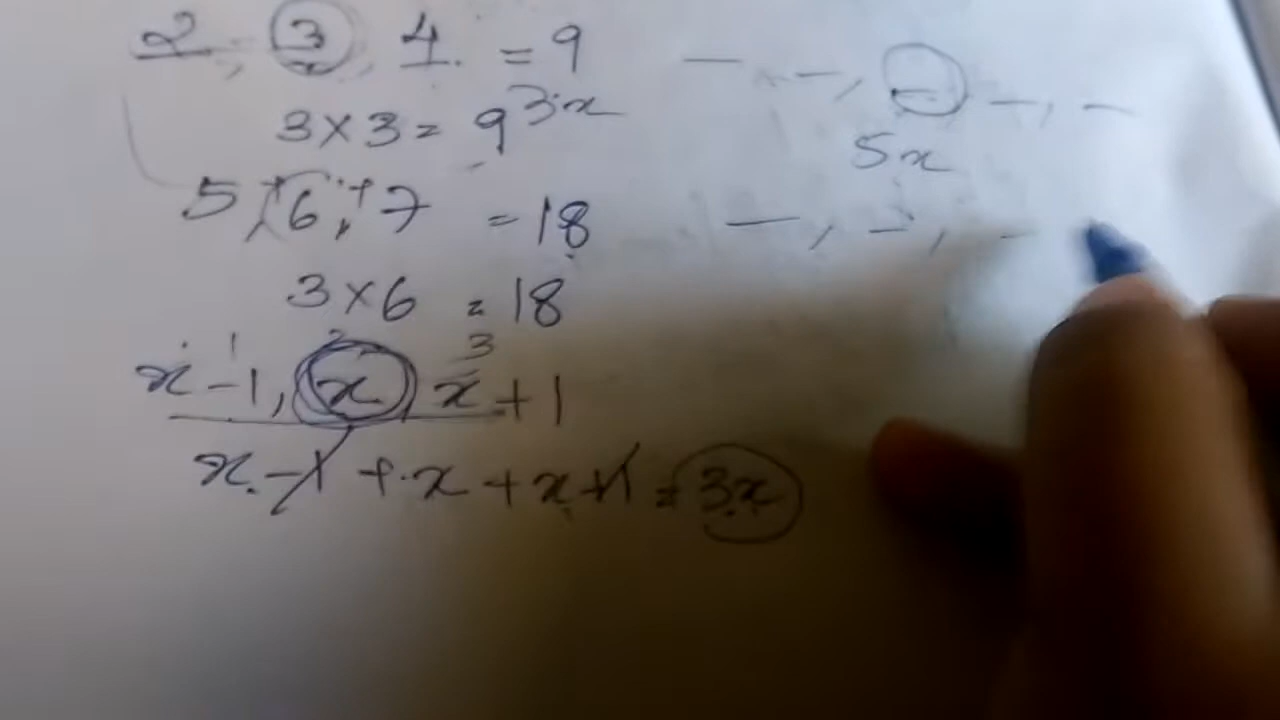 2, 3, 4 = 9
3×3 = 9 3·x
5, 6, 7 = 18
3×6 = 18
1 2 3
x-1, x, x+1
x-1+x+x+1 = 3x
—, —, —, —, —
5x
—, —, —